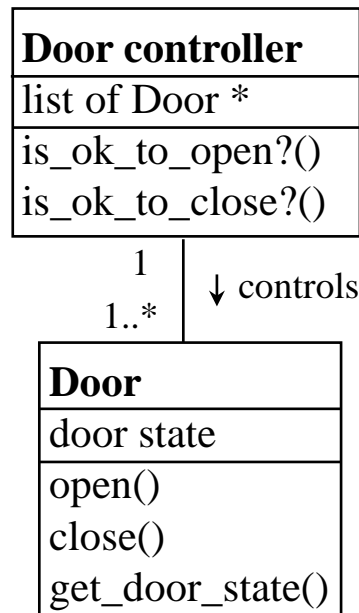 Door controller
list of Door *
is_ok_to_open?()
is_ok_to_close?()
1
↓ controls
1..*
Door
door state
open()
close()
get_door_state()